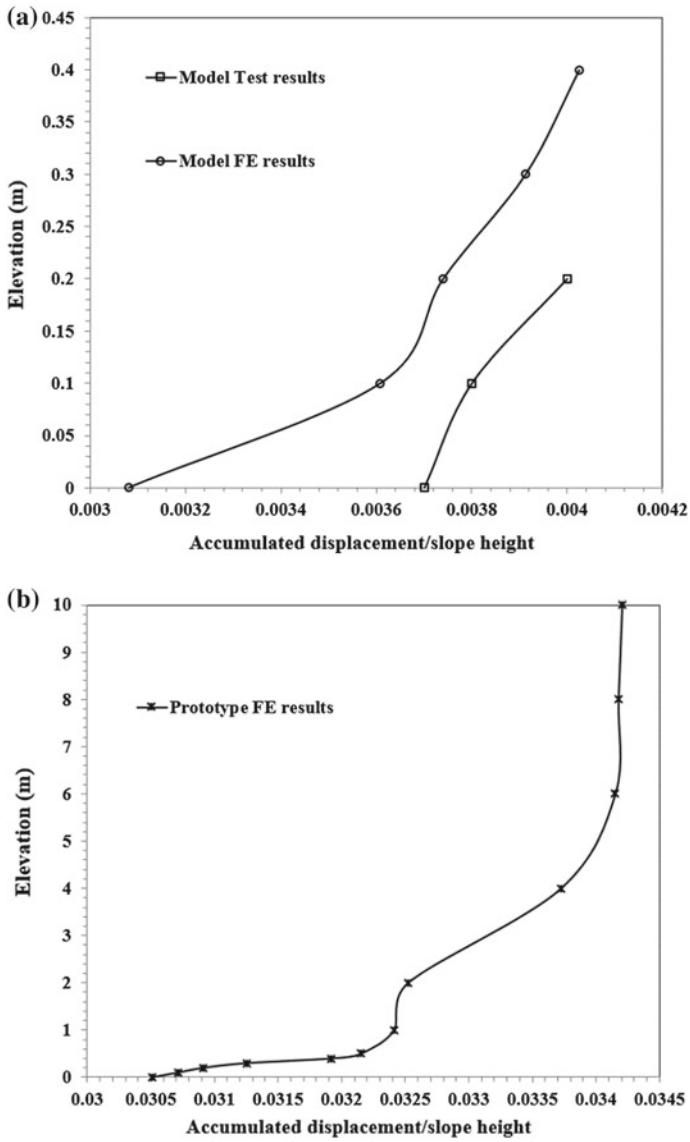 (a)
0.45
0.4
0.35
0.3
0.25
0.2
0.15
0.1
0.05
0
Elevation (m)
Model Test results
Model FE results
0.003 0.0032 0.0034 0.0036 0.0038 0.004 0.0042
Accumulated displacement/slope height
(b)
10
9
8
7
6
5
4
3
2
1
0
Elevation (m)
Prototype FE results
0.03 0.0305 0.031 0.0315 0.032 0.0325 0.033 0.0335 0.034 0.0345
Accumulated displacement/slope height